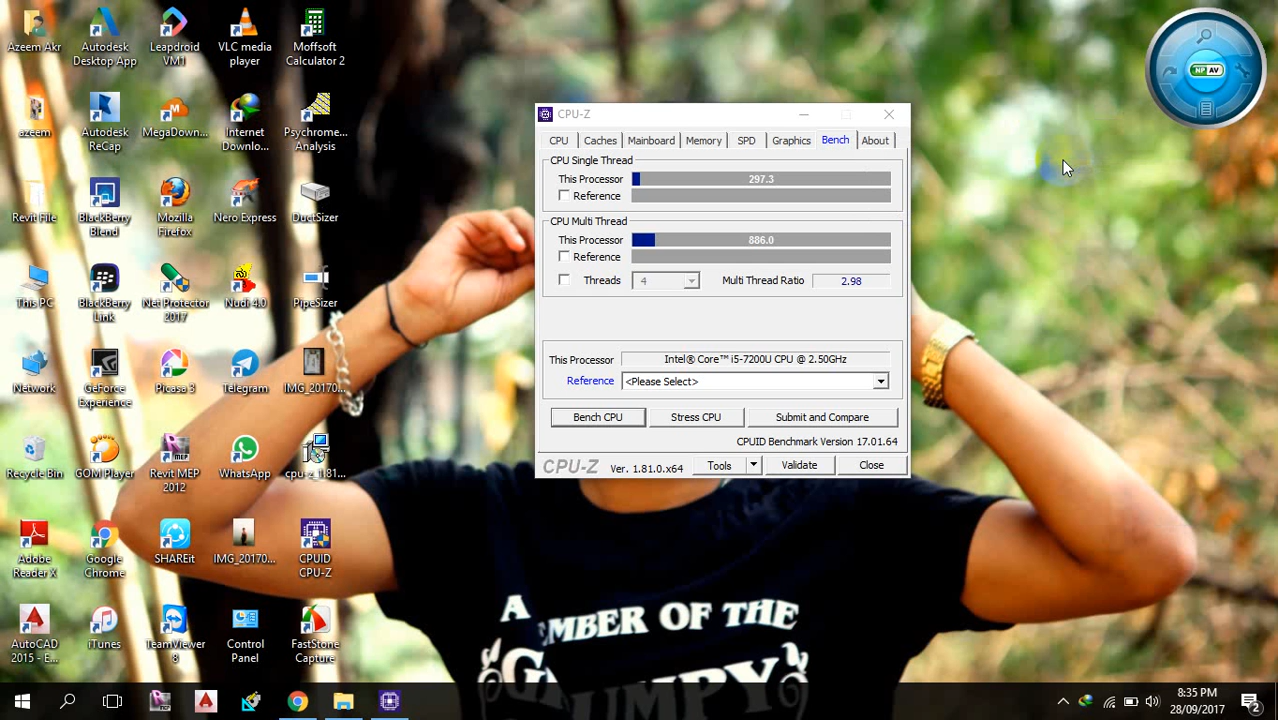 Azeem Akr
Autodesk
Desktop App
Leapdroid
VM1
VLC media
player
Moffsoft
Calculator 2
azeem
Autodesk
ReCap
MegaDown...
Internet
Downlo...
Psychrome...
Analysis
Revit File
BlackBerry
Blend
Mozilla
Firefox
Nero Express
DuctSizer
This PC
BlackBerry
Link
Net Protector
2017
Nudi 4.0
PipeSizer
Network
GeForce
Experience
Picasa 3
Telegram
IMG_20170...
Recycle Bin
GOM Player
Revit MEP
2012
WhatsApp
cpu-z_1.81...
Adobe
Reader X
Google
Chrome
SHAREit
IMG_20170...
CPUID
CPU-Z
AutoCAD
2015 - E...
iTunes
TeamViewer
8
Control
Panel
FastStone
Capture
NP AV
CPU-Z
CPU Caches Mainboard Memory SPD Graphics Bench About
CPU Single Thread
This Processor 297.3
Reference
CPU Multi Thread
This Processor 886.0
Reference
Threads 4 Multi Thread Ratio 2.98
This Processor Intel® Core™ i5-7200U CPU @ 2.50GHz
Reference <Please Select>
Bench CPU Stress CPU Submit and Compare
CPUID Benchmark Version 17.01.64
CPU-Z Ver. 1.81.0.x64 Tools Validate Close
A
MEMBER OF THE
GRUMPY
8:35 PM
28/09/2017
2